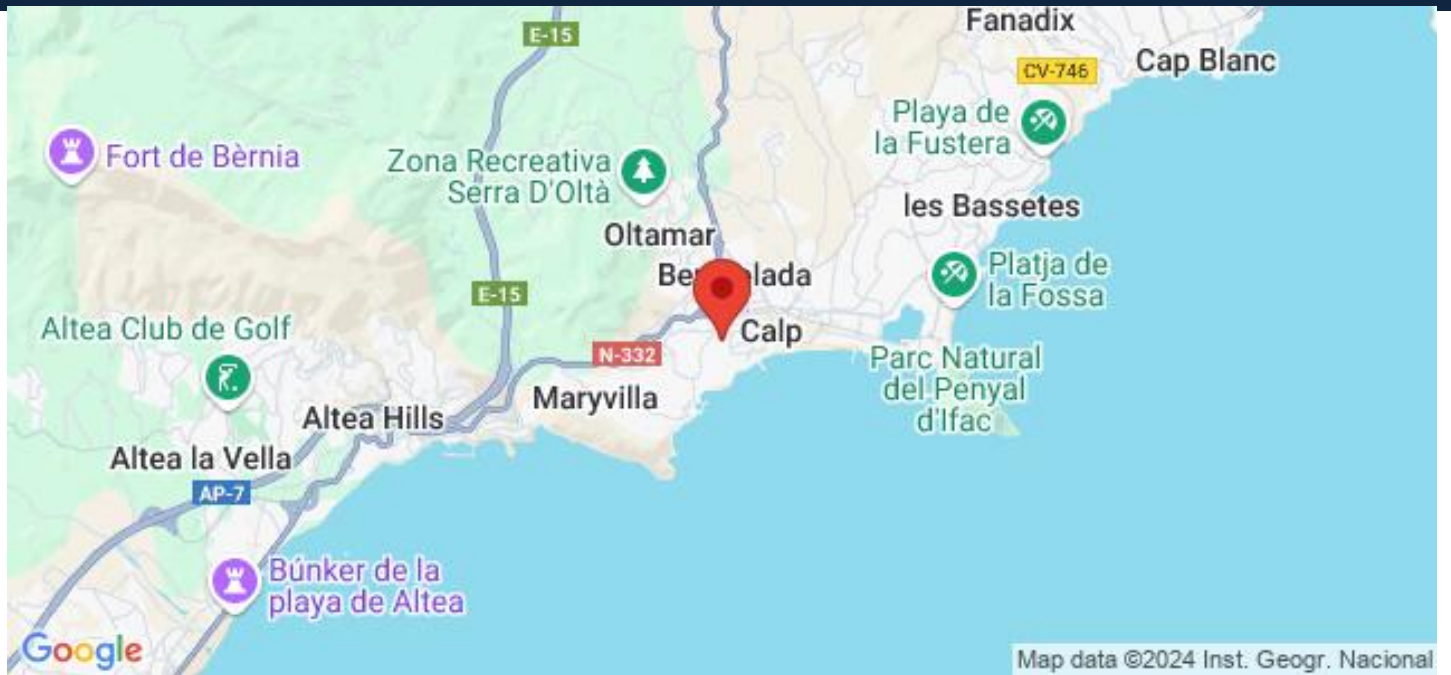 E-15
Fanadix
CV-746
Cap Blanc
Playa de
la Fustera
Fort de Bèrnia
Zona Recreativa
Serra D'Oltà
les Bassetes
Oltamar
Platja de
la Fossa
E-15
Altea Club de Golf
Calp
N-332
Parc Natural
del Penyal
d'Ifac
Maryvilla
Altea Hills
Altea la Vella
AP-7
Búnker de la
playa de Altea
Google
Map data ©2024 Inst. Geogr. Nacional